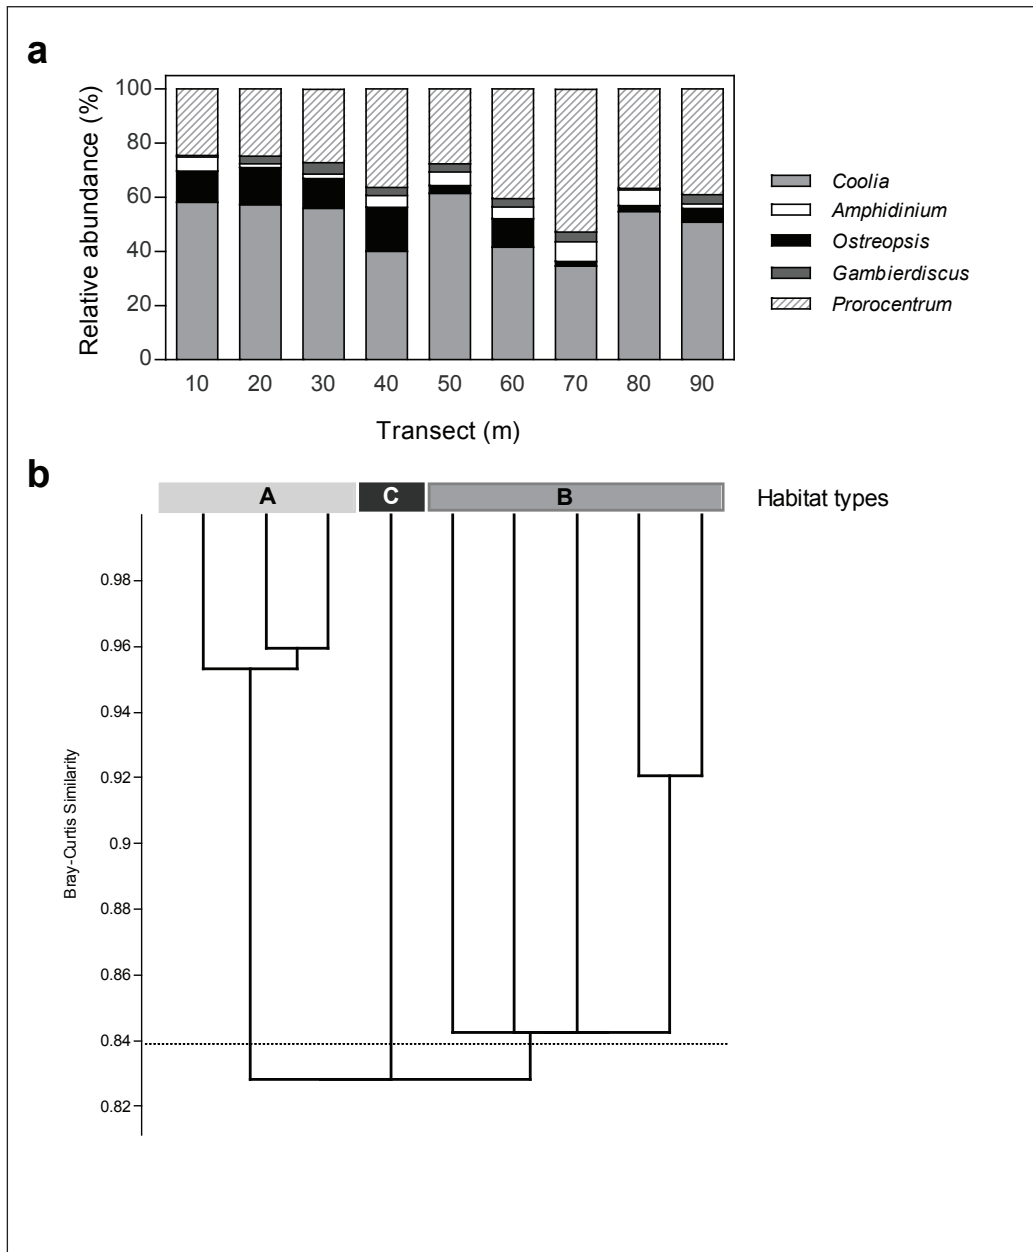 a
Relative abundance (%)
100
80
60
40
20
0
10 20 30 40 50 60 70 80 90
Transect (m)
Coolia
Amphidinium
Ostreopsis
Gambierdiscus
Prorocentrum
b
A C B
Habitat types
Bray-Curtis Similarity
0.98
0.96
0.94
0.92
0.9
0.88
0.86
0.84
0.82